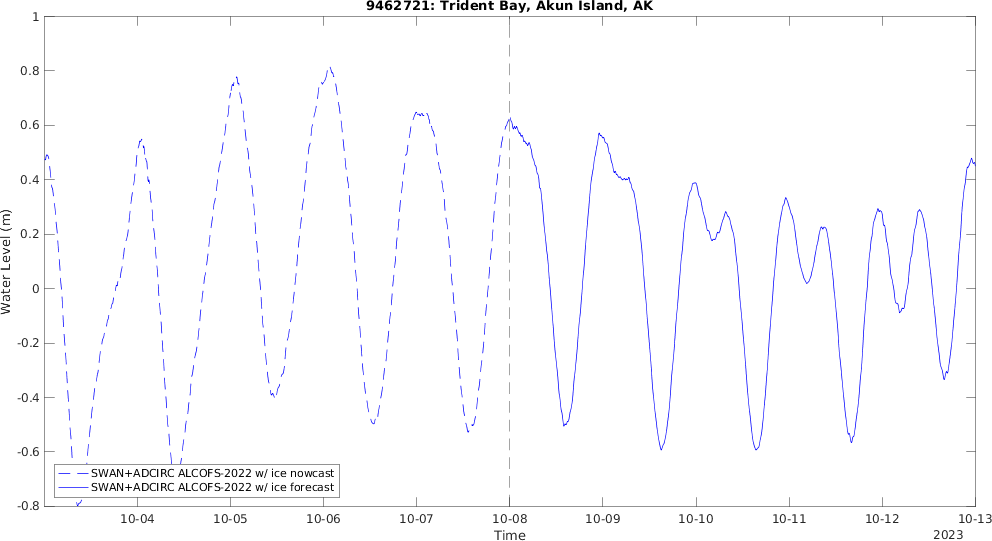 9462721: Trident Bay, Akun Island, AK
Water Level (m)
1
0.8
0.6
0.4
0.2
0
-0.2
-0.4
-0.6
-0.8
SWAN+ADCIRC ALCOFS-2022 w/ ice nowcast
SWAN+ADCIRC ALCOFS-2022 w/ ice forecast
10-04 10-05 10-06 10-07 10-08 10-09 10-10 10-11 10-12 10-13
Time
2023